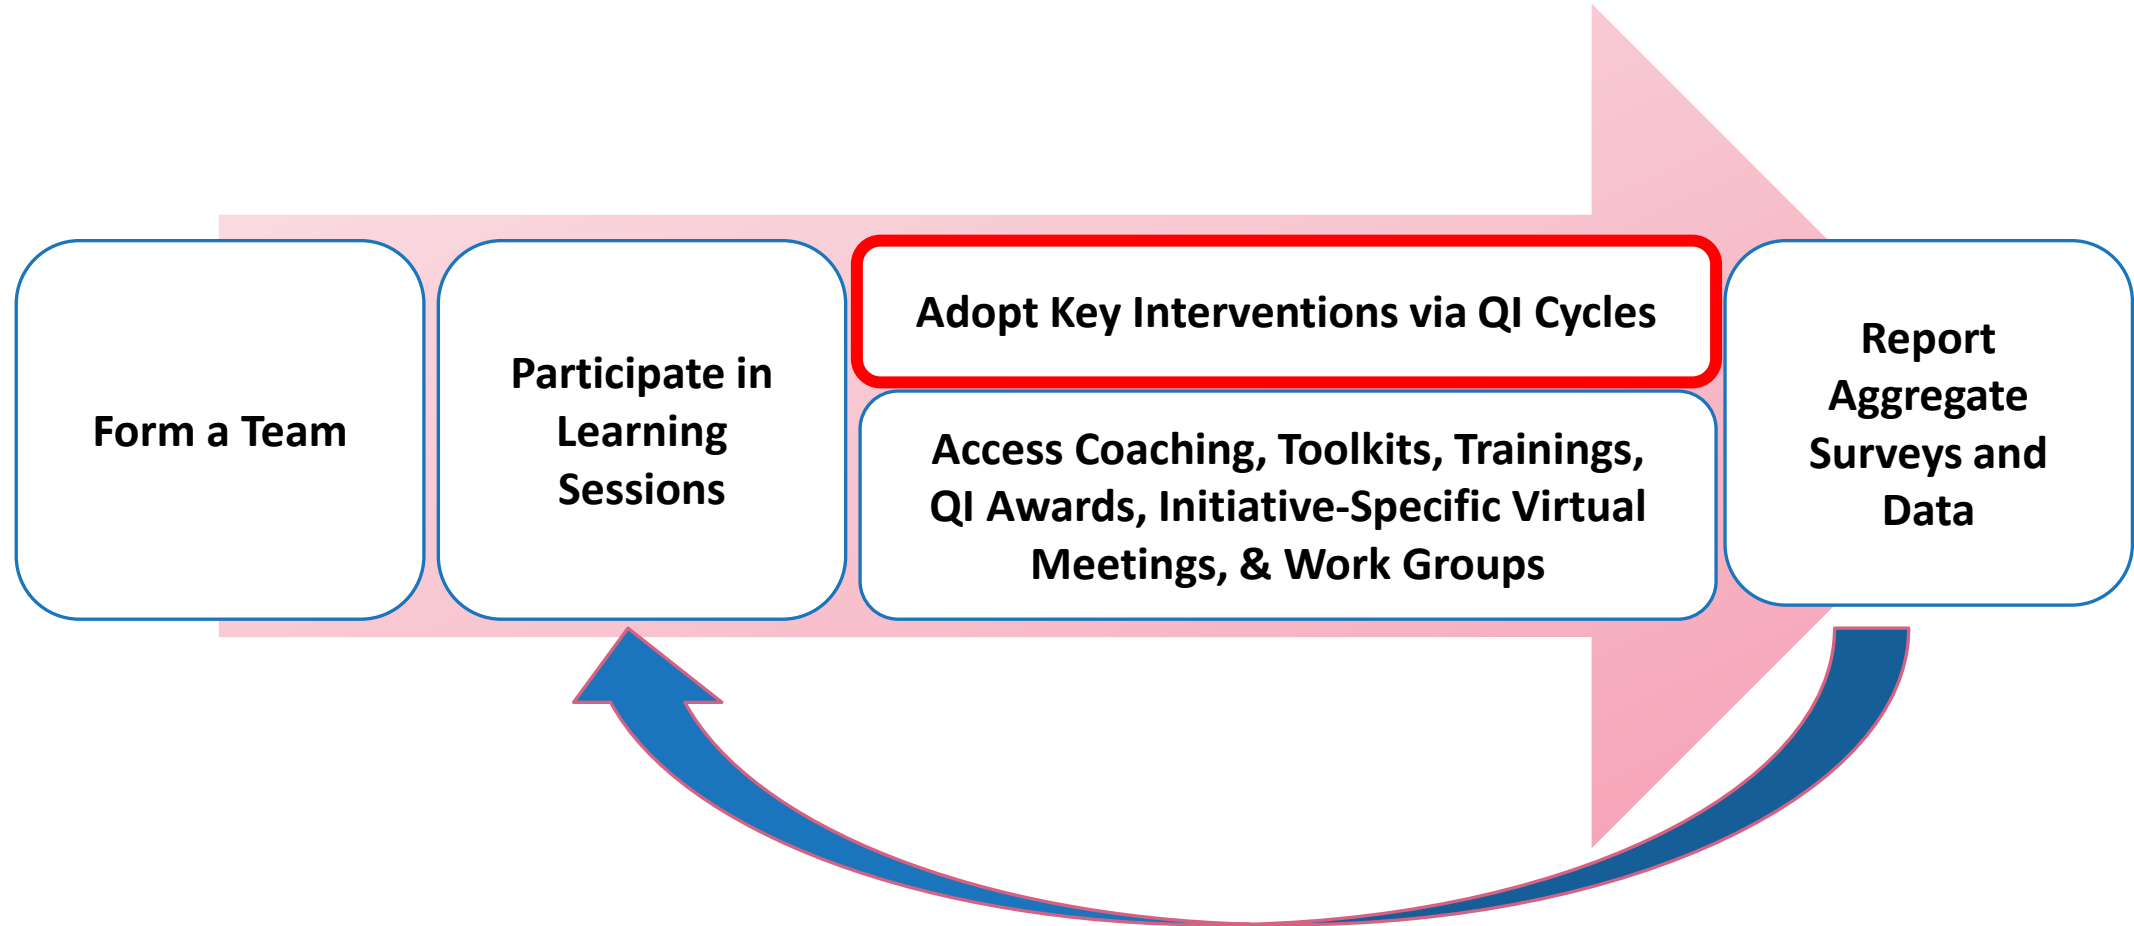 Form a Team
Participate in
Learning
Sessions
Adopt Key Interventions via QI Cycles
Access Coaching, Toolkits, Trainings,
QI Awards, Initiative-Specific Virtual
Meetings, & Work Groups
Report
Aggregate
Surveys and
Data